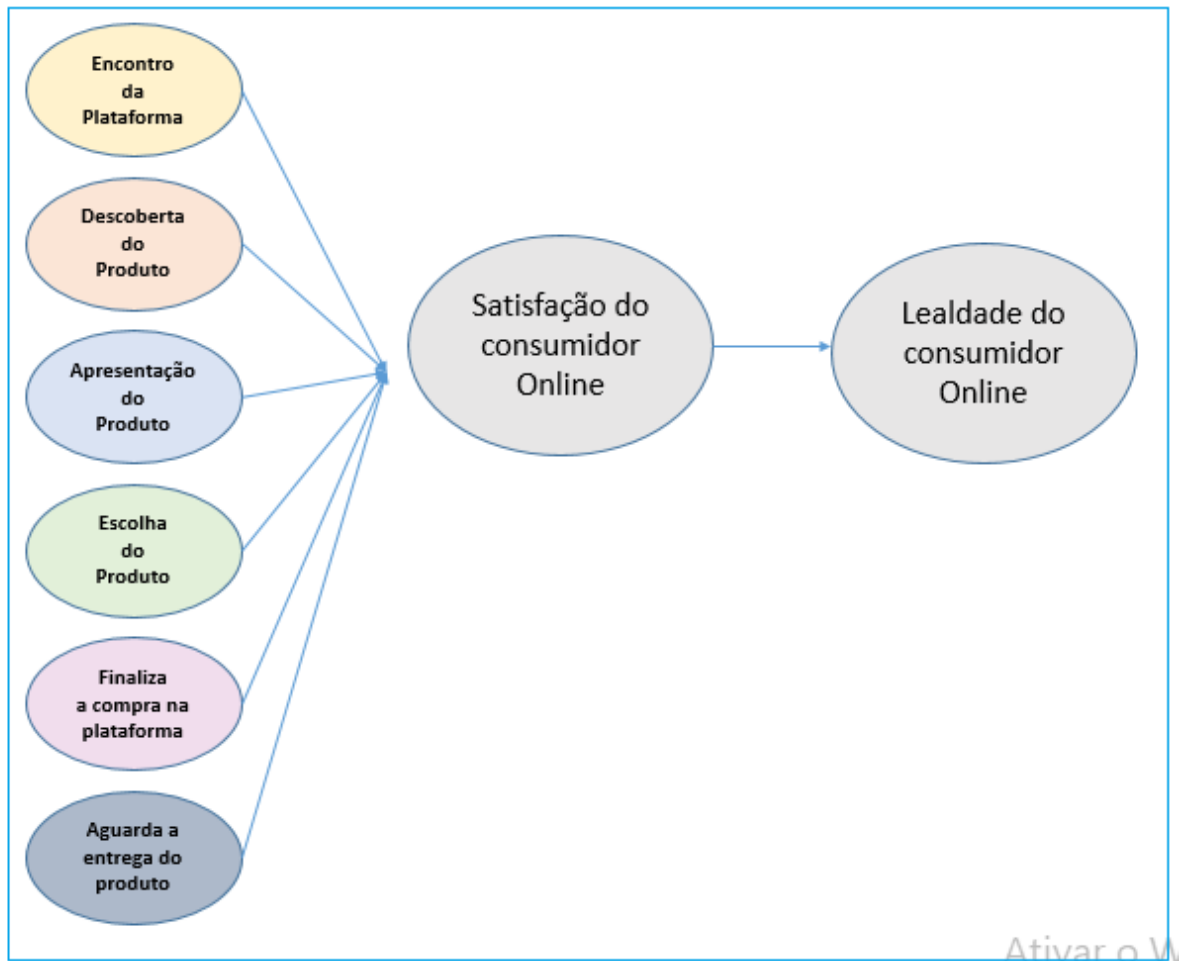 Encontro
da
Plataforma
Descoberta
do
Produto
Apresentação
do
Produto
Escolha
do
Produto
Finaliza
a compra na
plataforma
Aguarda a
entrega do
produto
Satisfação do
consumidor
Online
Lealdade do
consumidor
Online
Ativar o W